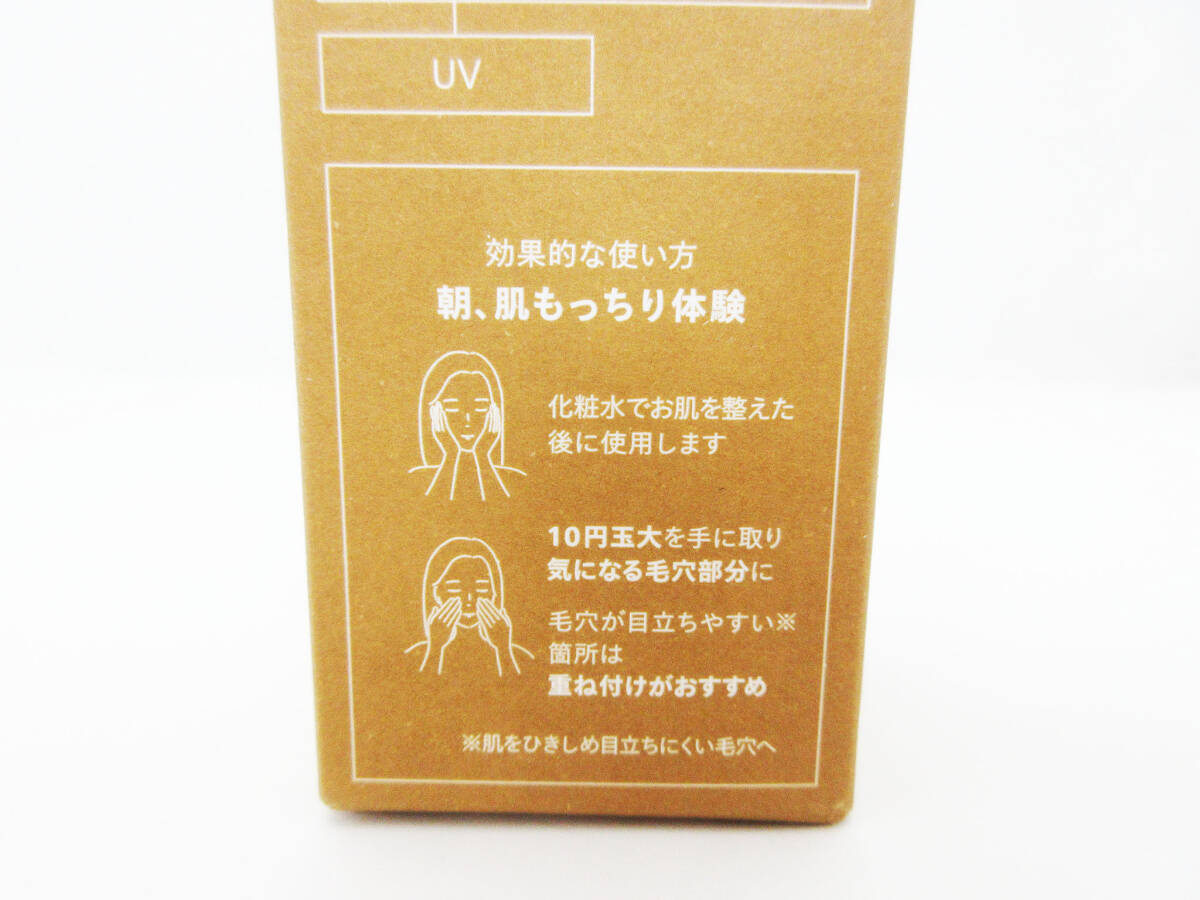 UV
効果的な使い方
朝、肌もっちり体験
化粧水でお肌を整えた
後に使用します
10円玉大を手に取り
気になる毛穴部分に
毛穴が目立ちやすい※
箇所は
重ね付けがおすすめ
※肌をひきしめ目立ちにくい毛穴へ